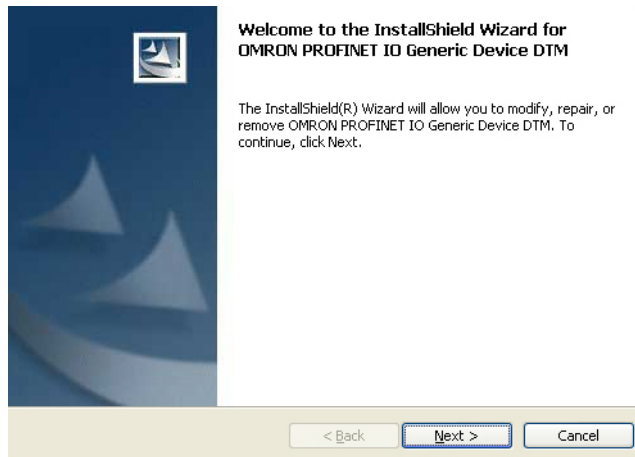 Welcome to the InstallShield Wizard for
OMRON PROFINET IO Generic Device DTM
The InstallShield(R) Wizard will allow you to modify, repair, or
remove OMRON PROFINET IO Generic Device DTM. To
continue, click Next.
< Back Next > Cancel